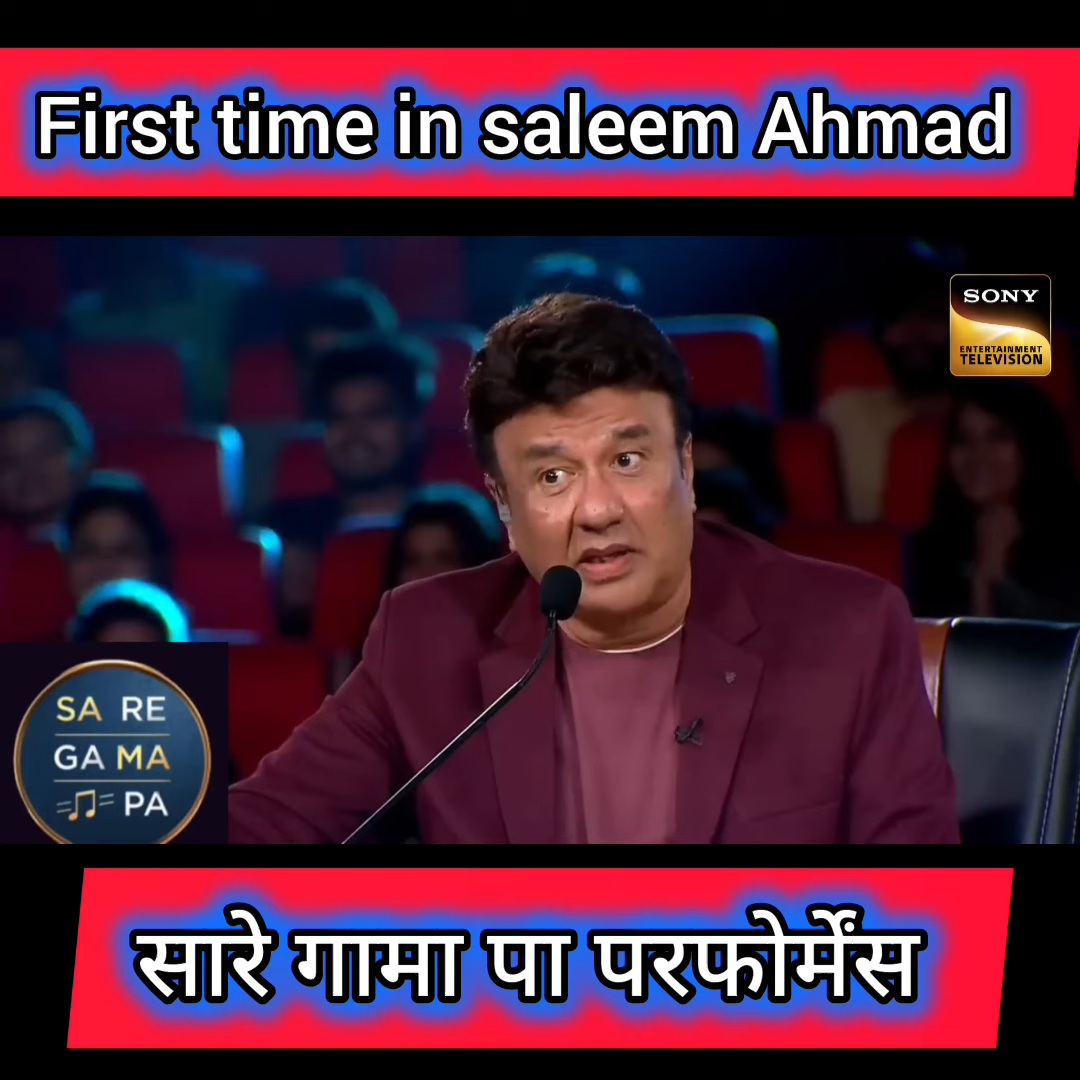 First time in saleem Ahmad
SONY
ENTERTAINMENT
TELEVISION
SA RE
GA MA
PA
सारे गामा पा परफोर्मेंस